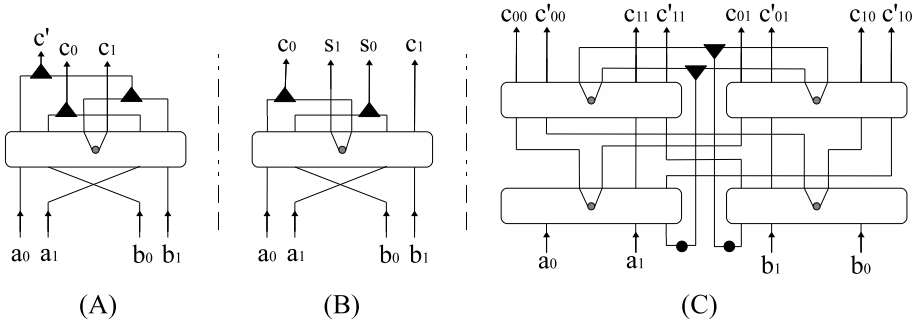 c' c₀ c₁
a₀ a₁ b₀ b₁
(A)
c₀ s₁ s₀ c₁
a₀ a₁ b₀ b₁
(B)
c₀₀ c'₀₀ c₁₁ c'₁₁ c₀₁ c'₀₁ c₁₀ c'₁₀
a₀ a₁ b₁ b₀
(C)